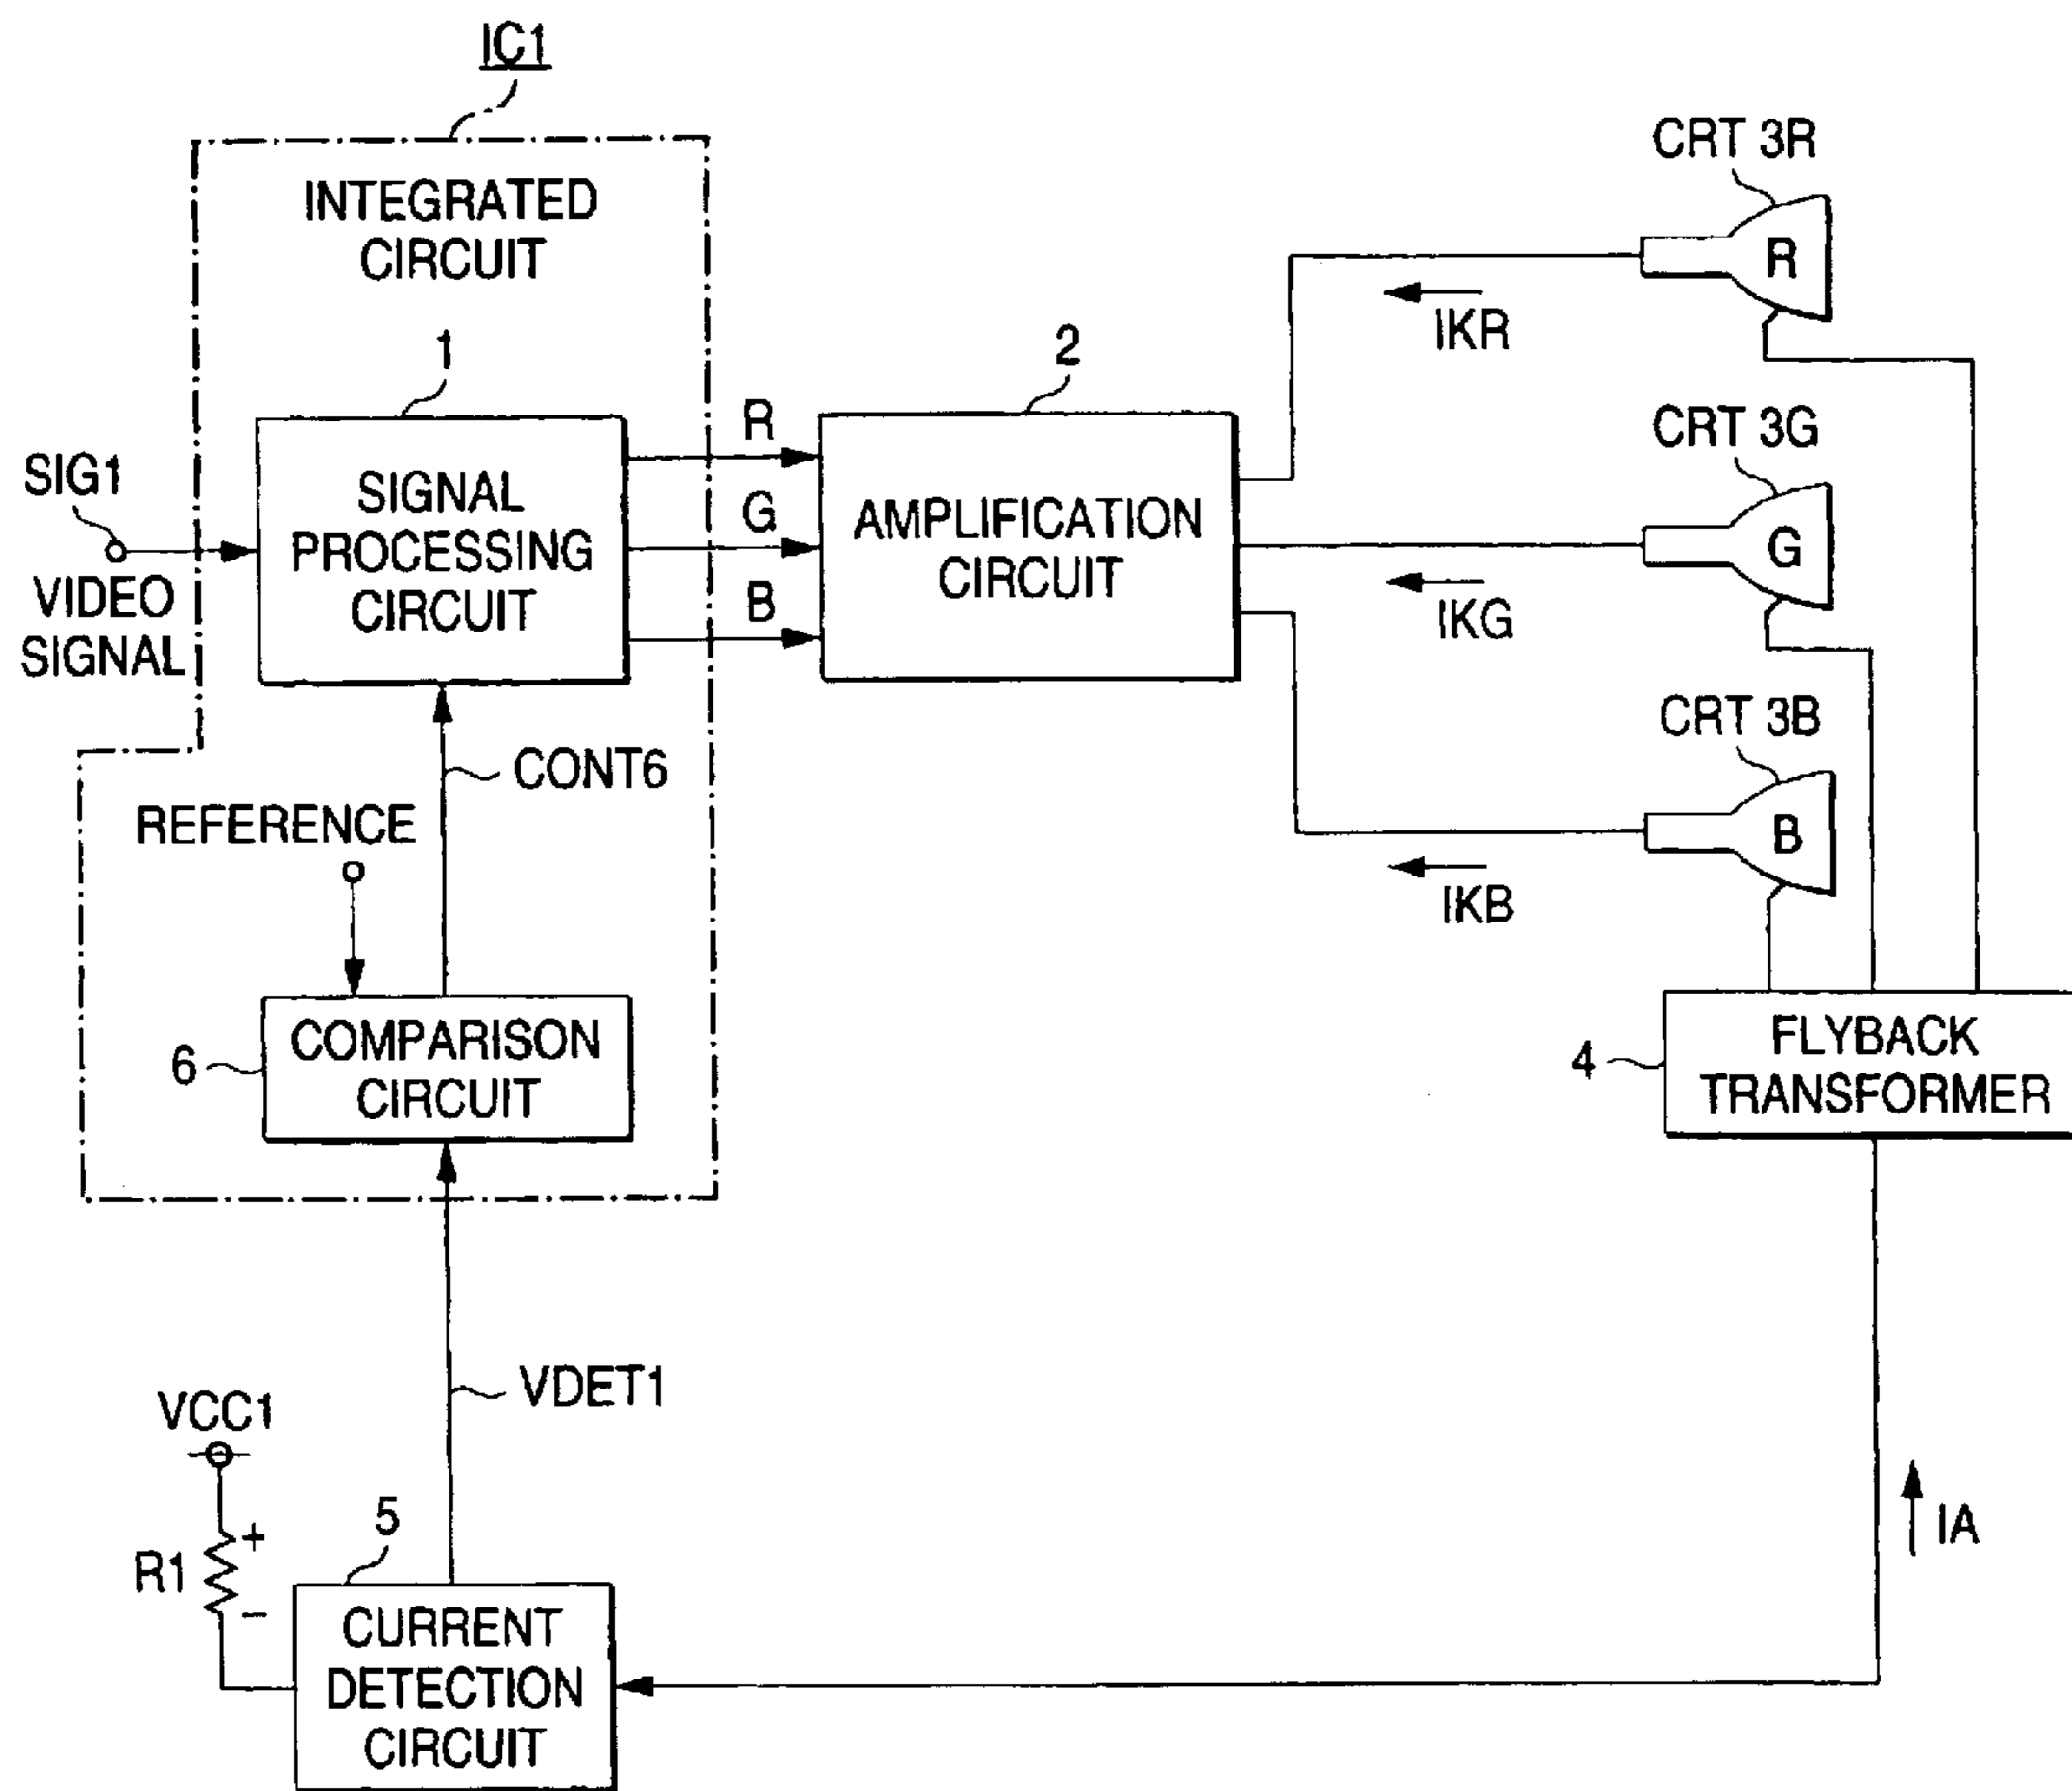 IC1
INTEGRATED
CIRCUIT
CRT 3R
R
IKR
1
2
SIG1
VIDEO
SIGNAL
SIGNAL
PROCESSING
CIRCUIT
R
G
B
AMPLIFICATION
CIRCUIT
CRT 3G
G
IKG
CRT 3B
B
IKB
CONT6
REFERENCE
6
COMPARISON
CIRCUIT
4
FLYBACK
TRANSFORMER
VDET1
VCC1
R1
+
−
5
IA
CURRENT
DETECTION
CIRCUIT